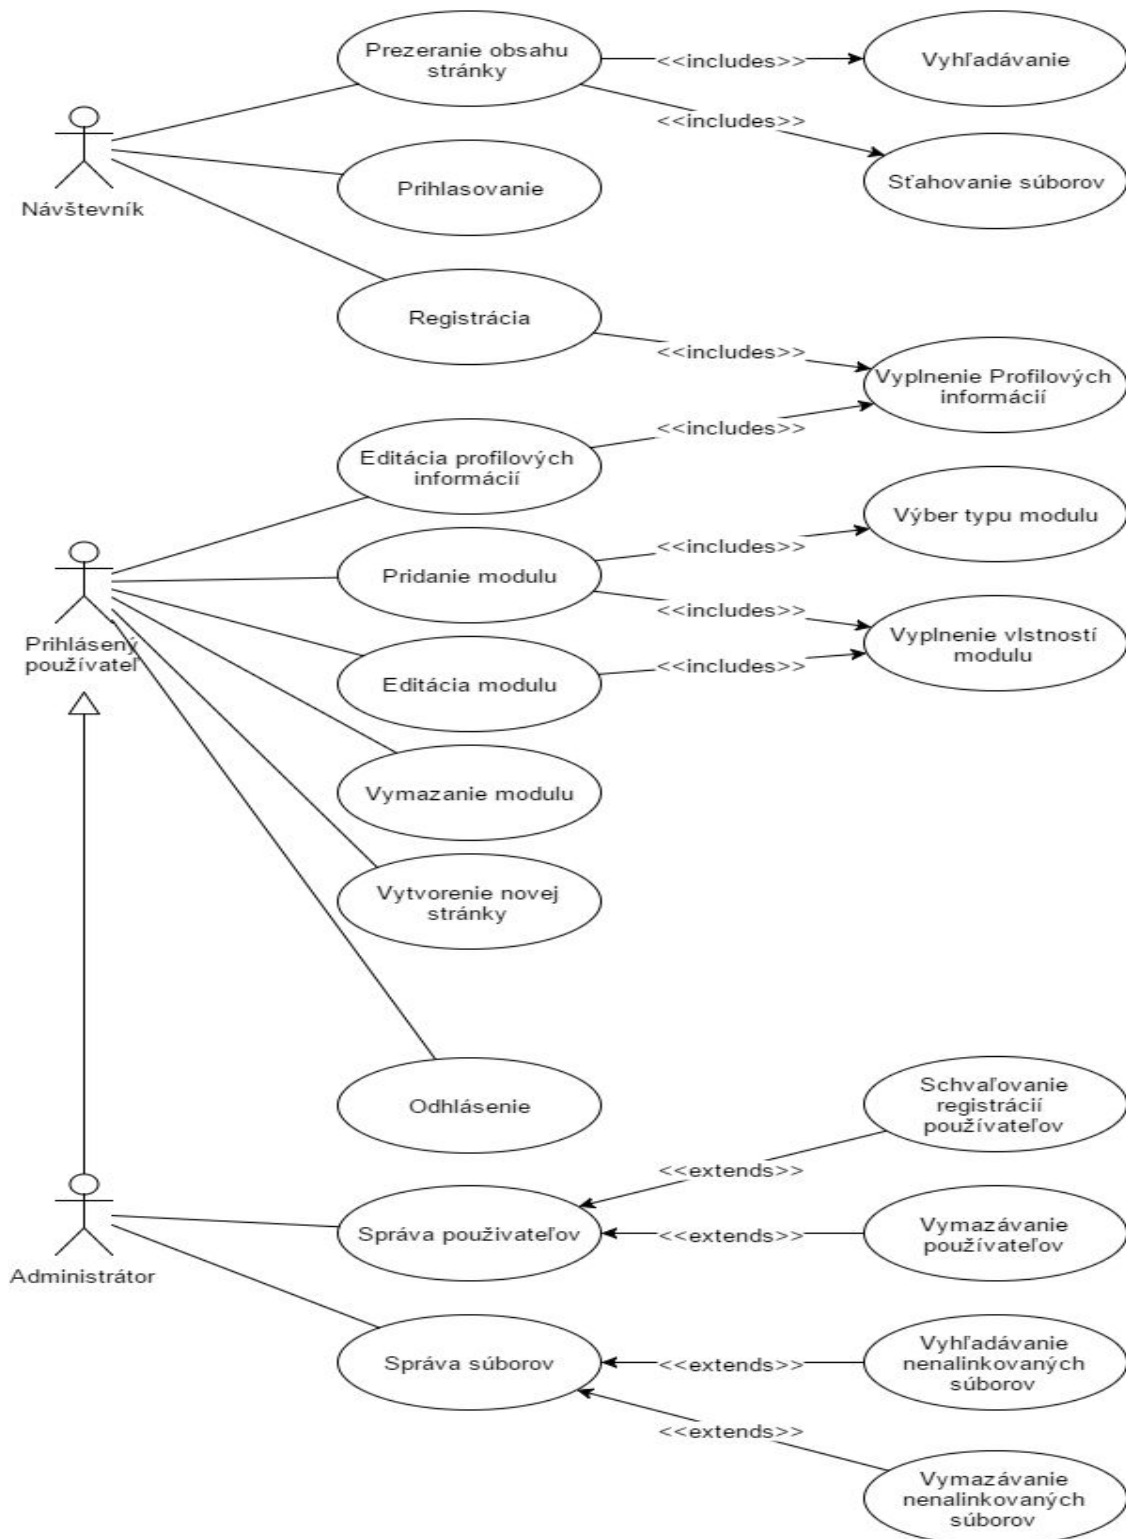 Prezeranie obsahu
stránky
<<includes>>
Vyhľadávanie
<<includes>>
Sťahovanie súborov
Prihlasovanie
Návštevník
Registrácia
<<includes>>
Vyplnenie Profilových
informácií
<<includes>>
Editácia profilových
informácií
Výber typu modulu
<<includes>>
Pridanie modulu
<<includes>>
Vyplnenie vlstností
modulu
Prihlásený
používateľ
<<includes>>
Editácia modulu
Vymazanie modulu
Vytvorenie novej
stránky
Odhlásenie
Schvaľovanie
registrácií
používateľov
<<extends>>
Správa použivateľov
<<extends>>
Vymazávanie
používateľov
Administrátor
Správa súborov
<<extends>>
Vyhľadávanie
nenalinkovaných
súborov
<<extends>>
Vymazávanie
nenalinkovaných
súborov